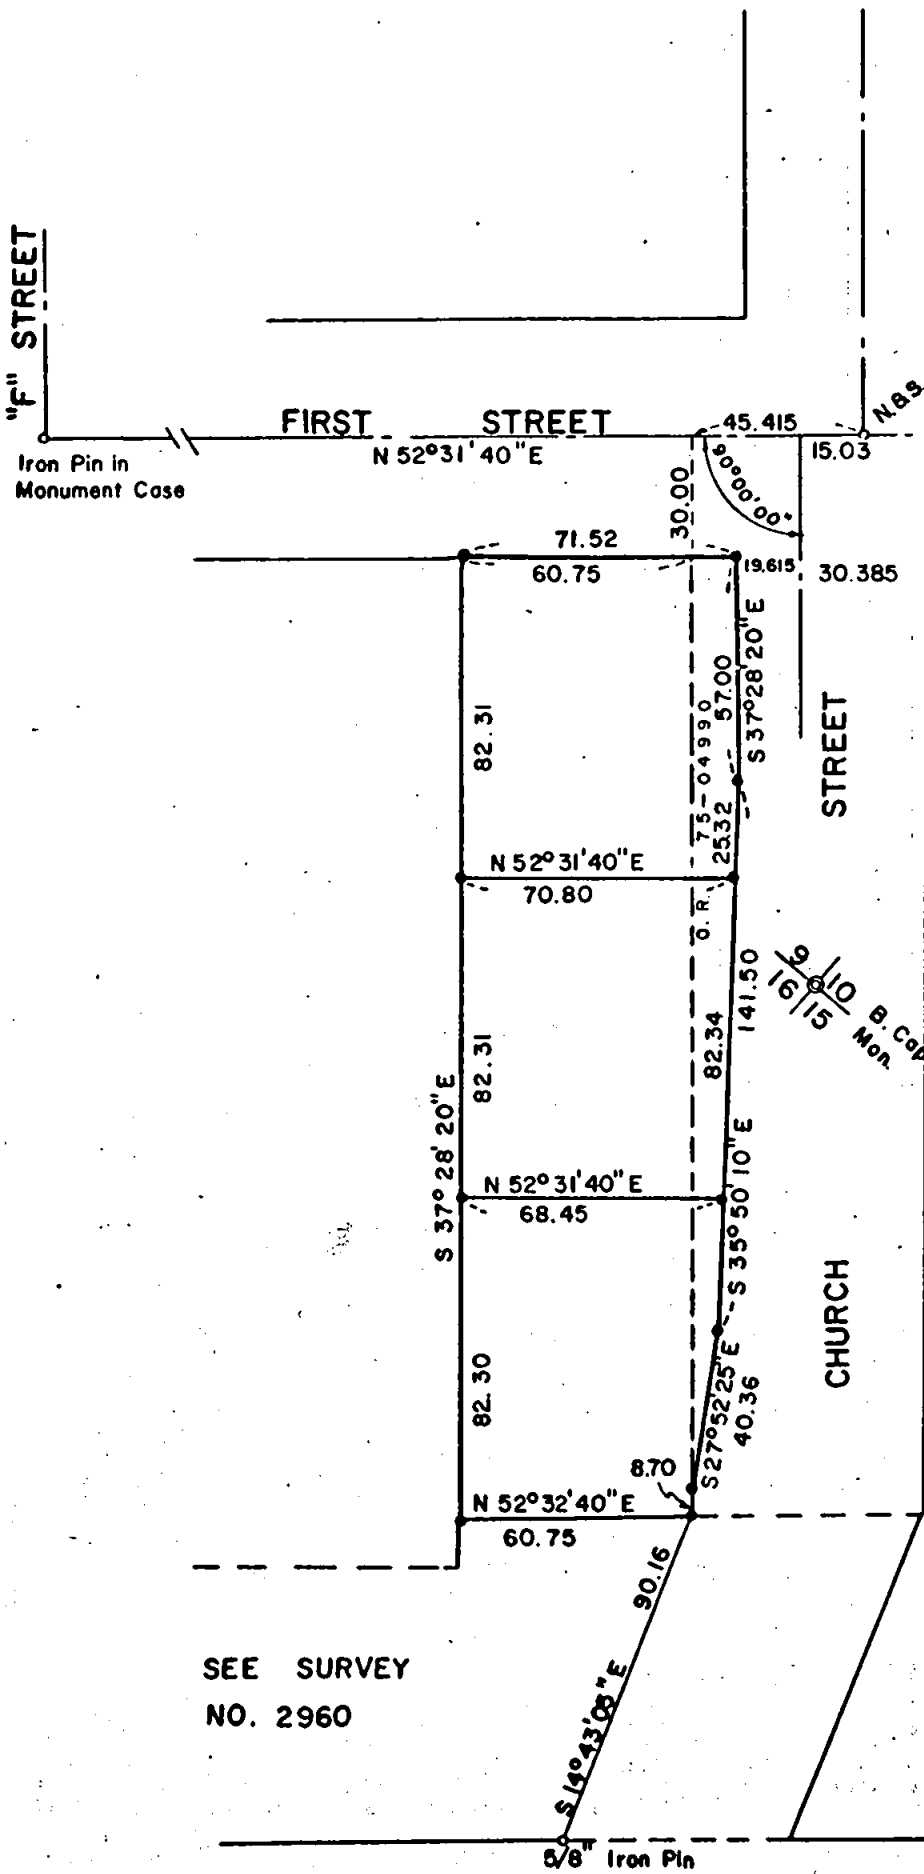 "F" STREET
FIRST STREET
N 52°31'40"E
Iron Pin in
Monument Case
45.415
15.03
N.&S.
90°00'00"
30.00
71.52
60.75
19.615
30.385
S 37°28'20"E
57.00
82.31
O. R. 75-04990
25.32
STREET
N 52°31'40"E
70.80
141.50
9 10
16 15
B. Cap
Mon.
82.34
82.31
S 37°28'20"E
N 52°31'40"E
68.45
S 35°50'10"E
CHURCH
82.30
S 27°52'25"E
40.36
8.70
N 52°32'40"E
60.75
90.16
SEE SURVEY
NO. 2960
S 14°43'05"E
5/8" Iron Pin